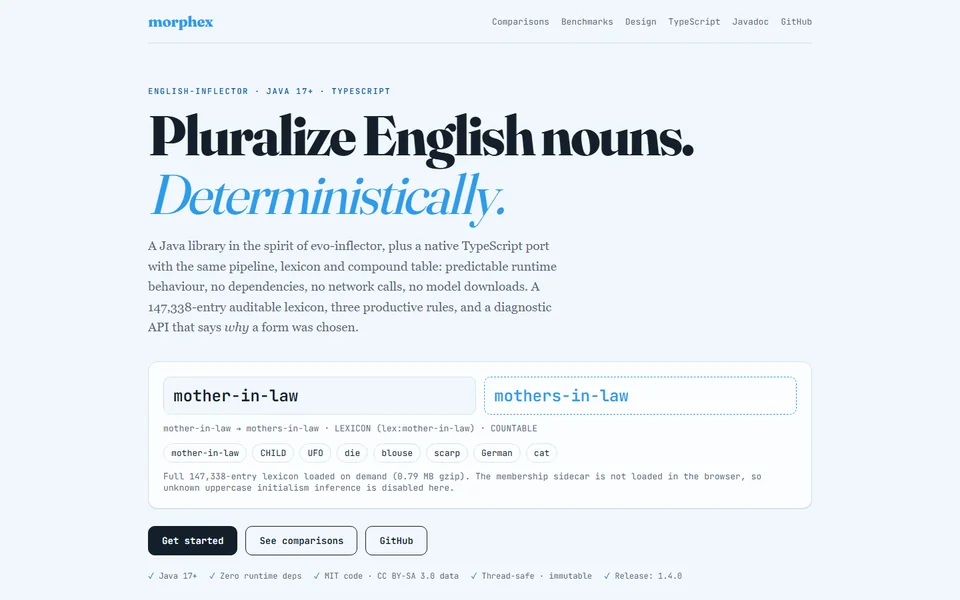 morphex
Comparisons Benchmarks Design TypeScript Javadoc GitHub
ENGLISH-INFLECTOR · JAVA 17+ · TYPESCRIPT
Pluralize English nouns.
Deterministically.
A Java library in the spirit of evo-inflector, plus a native TypeScript port
with the same pipeline, lexicon and compound table: predictable runtime
behaviour, no dependencies, no network calls, no model downloads. A
147,338-entry auditable lexicon, three productive rules, and a diagnostic
API that says why a form was chosen.
mother-in-law mothers-in-law
mother-in-law → mothers-in-law · LEXICON (lex:mother-in-law) · COUNTABLE
mother-in-law CHILD UFO die blouse scarp German cat
Full 147,338-entry lexicon loaded on demand (0.79 MB gzip). The membership sidecar is not loaded in the browser, so
unknown uppercase initialism inference is disabled here.
Get started See comparisons GitHub
✓ Java 17+ ✓ Zero runtime deps ✓ MIT code · CC BY-SA 3.0 data ✓ Thread-safe · immutable ✓ Release: 1.4.0